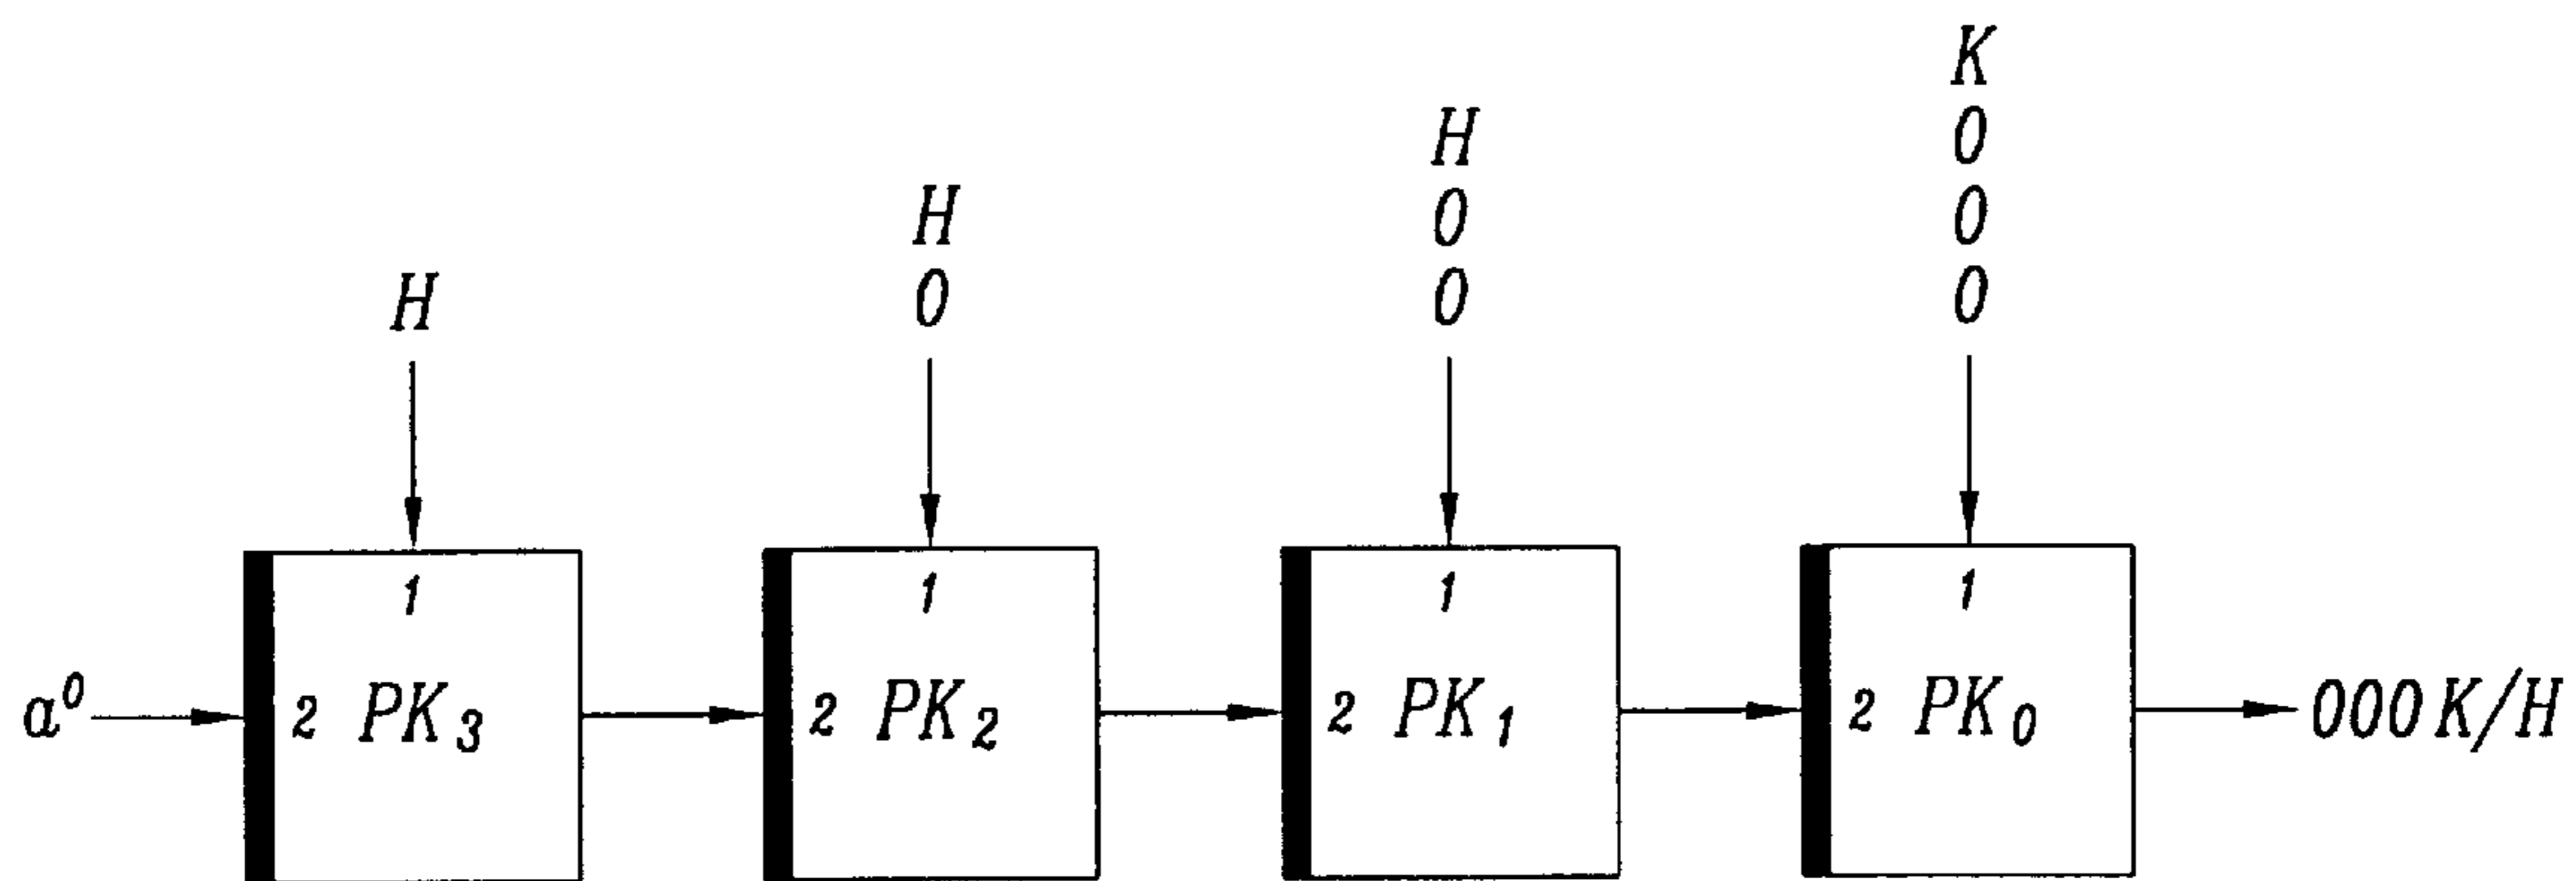 K
H 0
H 0 0
H 0 0 0
1 1 1 1
a⁰ 2 PK₃ 2 PK₂ 2 PK₁ 2 PK₀ 000 K/H